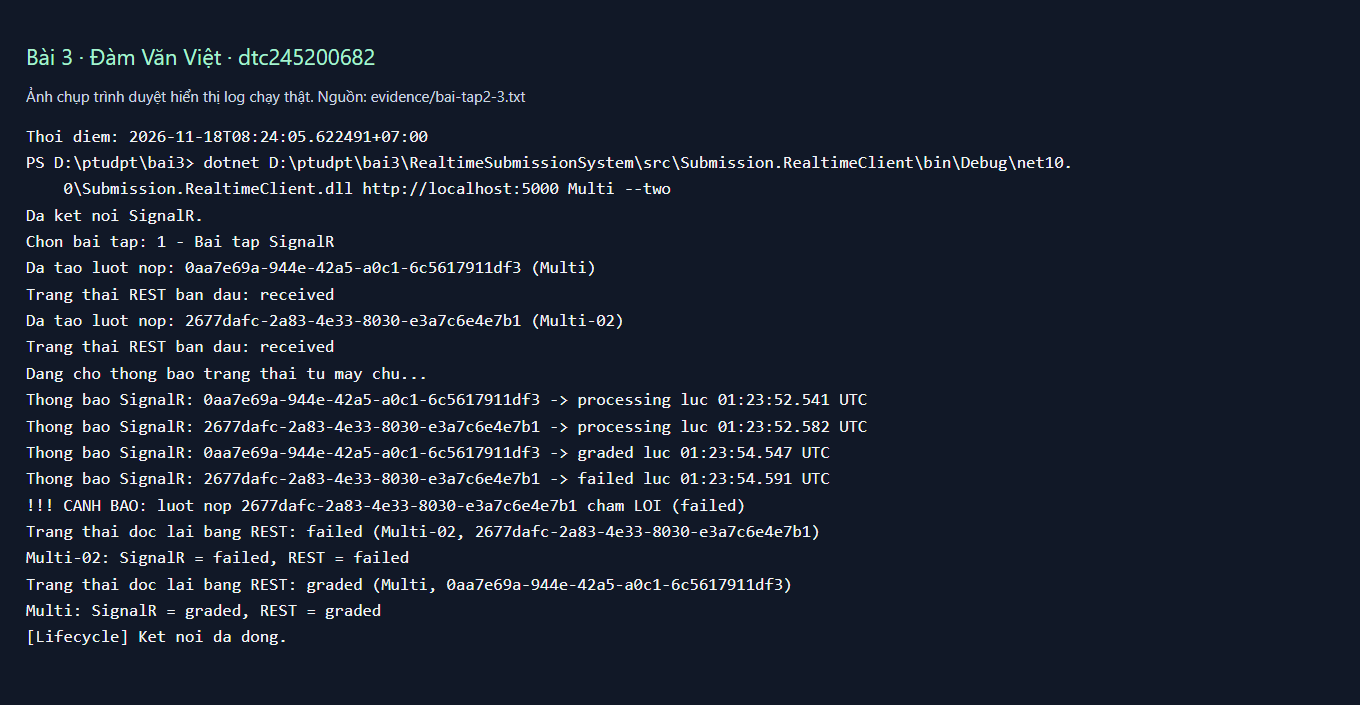 Bài 3 · Đàm Văn Việt · dtc245200682
Ảnh chụp trình duyệt hiển thị log chạy thật. Nguồn: evidence/bai-tap2-3.txt
Thoi diem: 2026-11-18T08:24:05.622491+07:00
PS D:\ptudpt\bai3> dotnet D:\ptudpt\bai3\RealtimeSubmissionSystem\src\Submission.RealtimeClient\bin\Debug\net10.
0\Submission.RealtimeClient.dll http://localhost:5000 Multi --two
Da ket noi SignalR.
Chon bai tap: 1 - Bai tap SignalR
Da tao luot nop: 0aa7e69a-944e-42a5-a0c1-6c5617911df3 (Multi)
Trang thai REST ban dau: received
Da tao luot nop: 2677dafc-2a83-4e33-8030-e3a7c6e4e7b1 (Multi-02)
Trang thai REST ban dau: received
Dang cho thong bao trang thai tu may chu...
Thong bao SignalR: 0aa7e69a-944e-42a5-a0c1-6c5617911df3 -> processing luc 01:23:52.541 UTC
Thong bao SignalR: 2677dafc-2a83-4e33-8030-e3a7c6e4e7b1 -> processing luc 01:23:52.582 UTC
Thong bao SignalR: 0aa7e69a-944e-42a5-a0c1-6c5617911df3 -> graded luc 01:23:54.547 UTC
Thong bao SignalR: 2677dafc-2a83-4e33-8030-e3a7c6e4e7b1 -> failed luc 01:23:54.591 UTC
!!! CANH BAO: luot nop 2677dafc-2a83-4e33-8030-e3a7c6e4e7b1 cham LOI (failed)
Trang thai doc lai bang REST: failed (Multi-02, 2677dafc-2a83-4e33-8030-e3a7c6e4e7b1)
Multi-02: SignalR = failed, REST = failed
Trang thai doc lai bang REST: graded (Multi, 0aa7e69a-944e-42a5-a0c1-6c5617911df3)
Multi: SignalR = graded, REST = graded
[Lifecycle] Ket noi da dong.